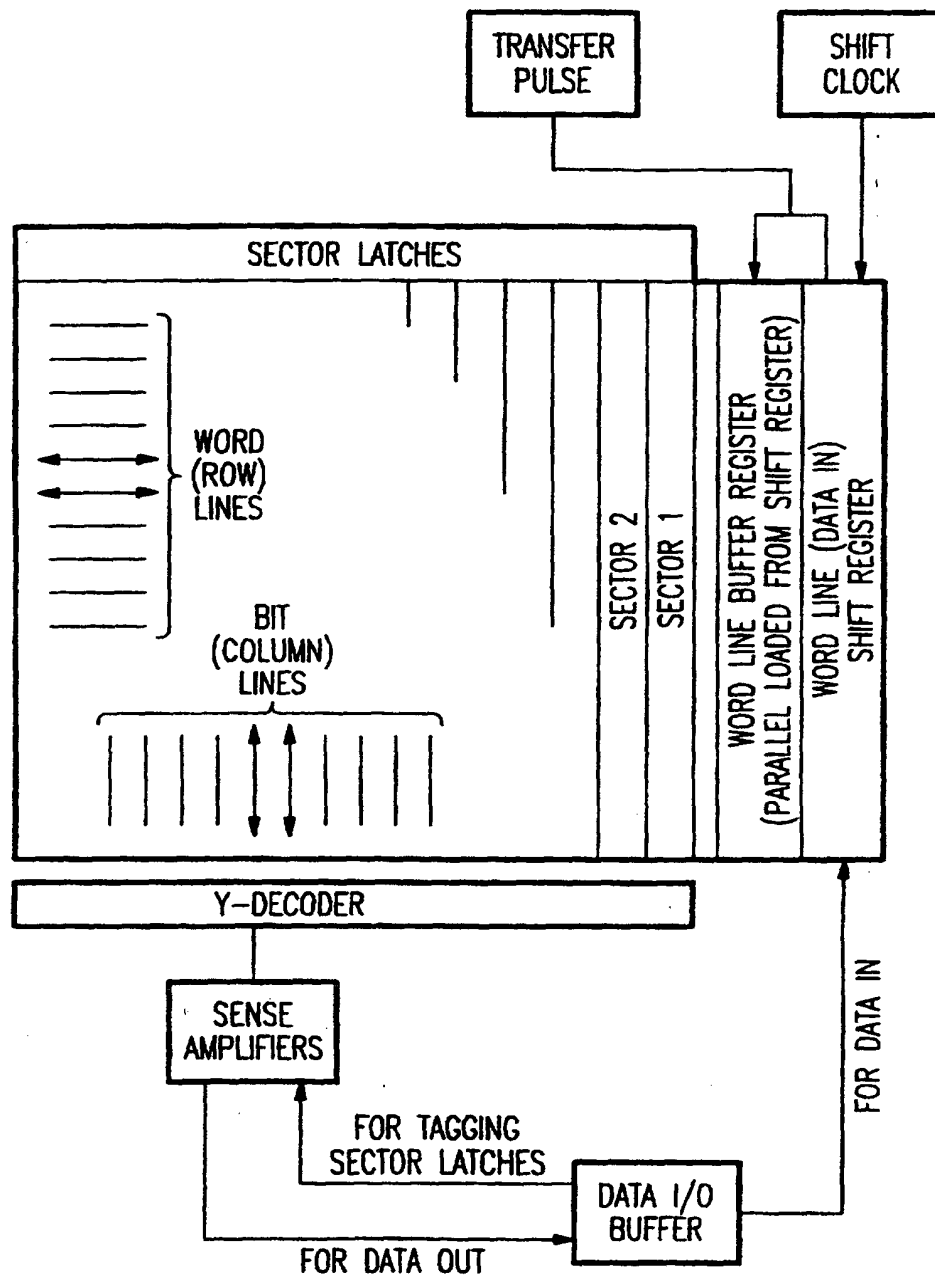 TRANSFER
PULSE
SHIFT
CLOCK
SECTOR LATCHES
WORD
(ROW)
LINES
BIT
(COLUMN)
LINES
SECTOR 2
SECTOR 1
WORD LINE BUFFER REGISTER
(PARALLEL LOADED FROM SHIFT REGISTER)
WORD LINE (DATA IN)
SHIFT REGISTER
Y-DECODER
SENSE
AMPLIFIERS
FOR DATA IN
FOR TAGGING
SECTOR LATCHES
DATA I/O
BUFFER
FOR DATA OUT